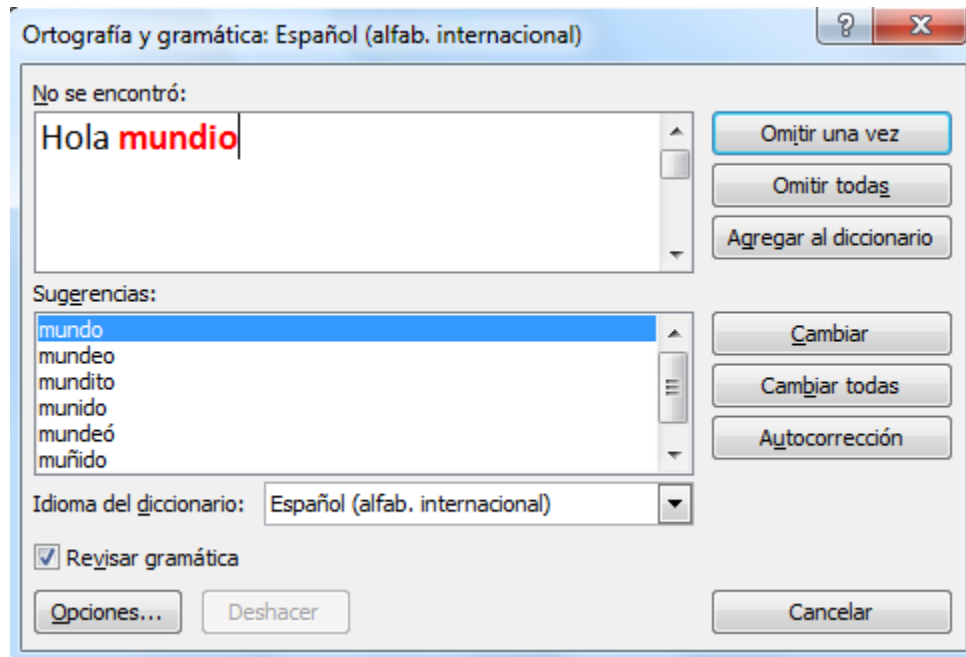 Ortografía y gramática: Español (alfab. internacional)
No se encontró:
Hola mundio
Omitir una vez
Omitir todas
Agregar al diccionario
Sugerencias:
mundo
mundeo
mundito
munido
mundeó
muñido
Cambiar
Cambiar todas
Autocorrección
Idioma del diccionario: Español (alfab. internacional)
Revisar gramática
Opciones... Deshacer Cancelar